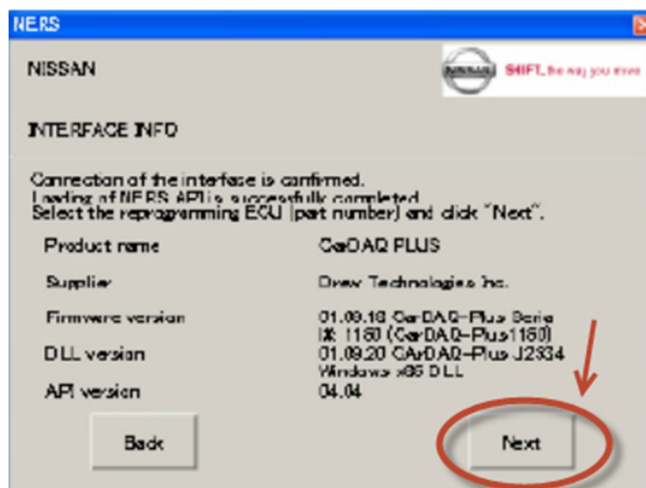 NERS
NISSAN
NISSAN SHIFT_the way you move
INTERFACE INFO
Connection of the interface is confirmed.
Loading of NERS API is successfully completed.
Select the reprogramming ECU (part number) and click "Next".
Product name CarDAQ PLUS
Supplier Drew Technologies Inc.
Firmware version 01.09.18 CarDAQ-Plus Seria
l#: 1180 (CarDAQ-Plus1180)
DLL version 01.09.20 CArDAQ-Plus J2534
Windows x86 DLL
API version 04.04
Back Next